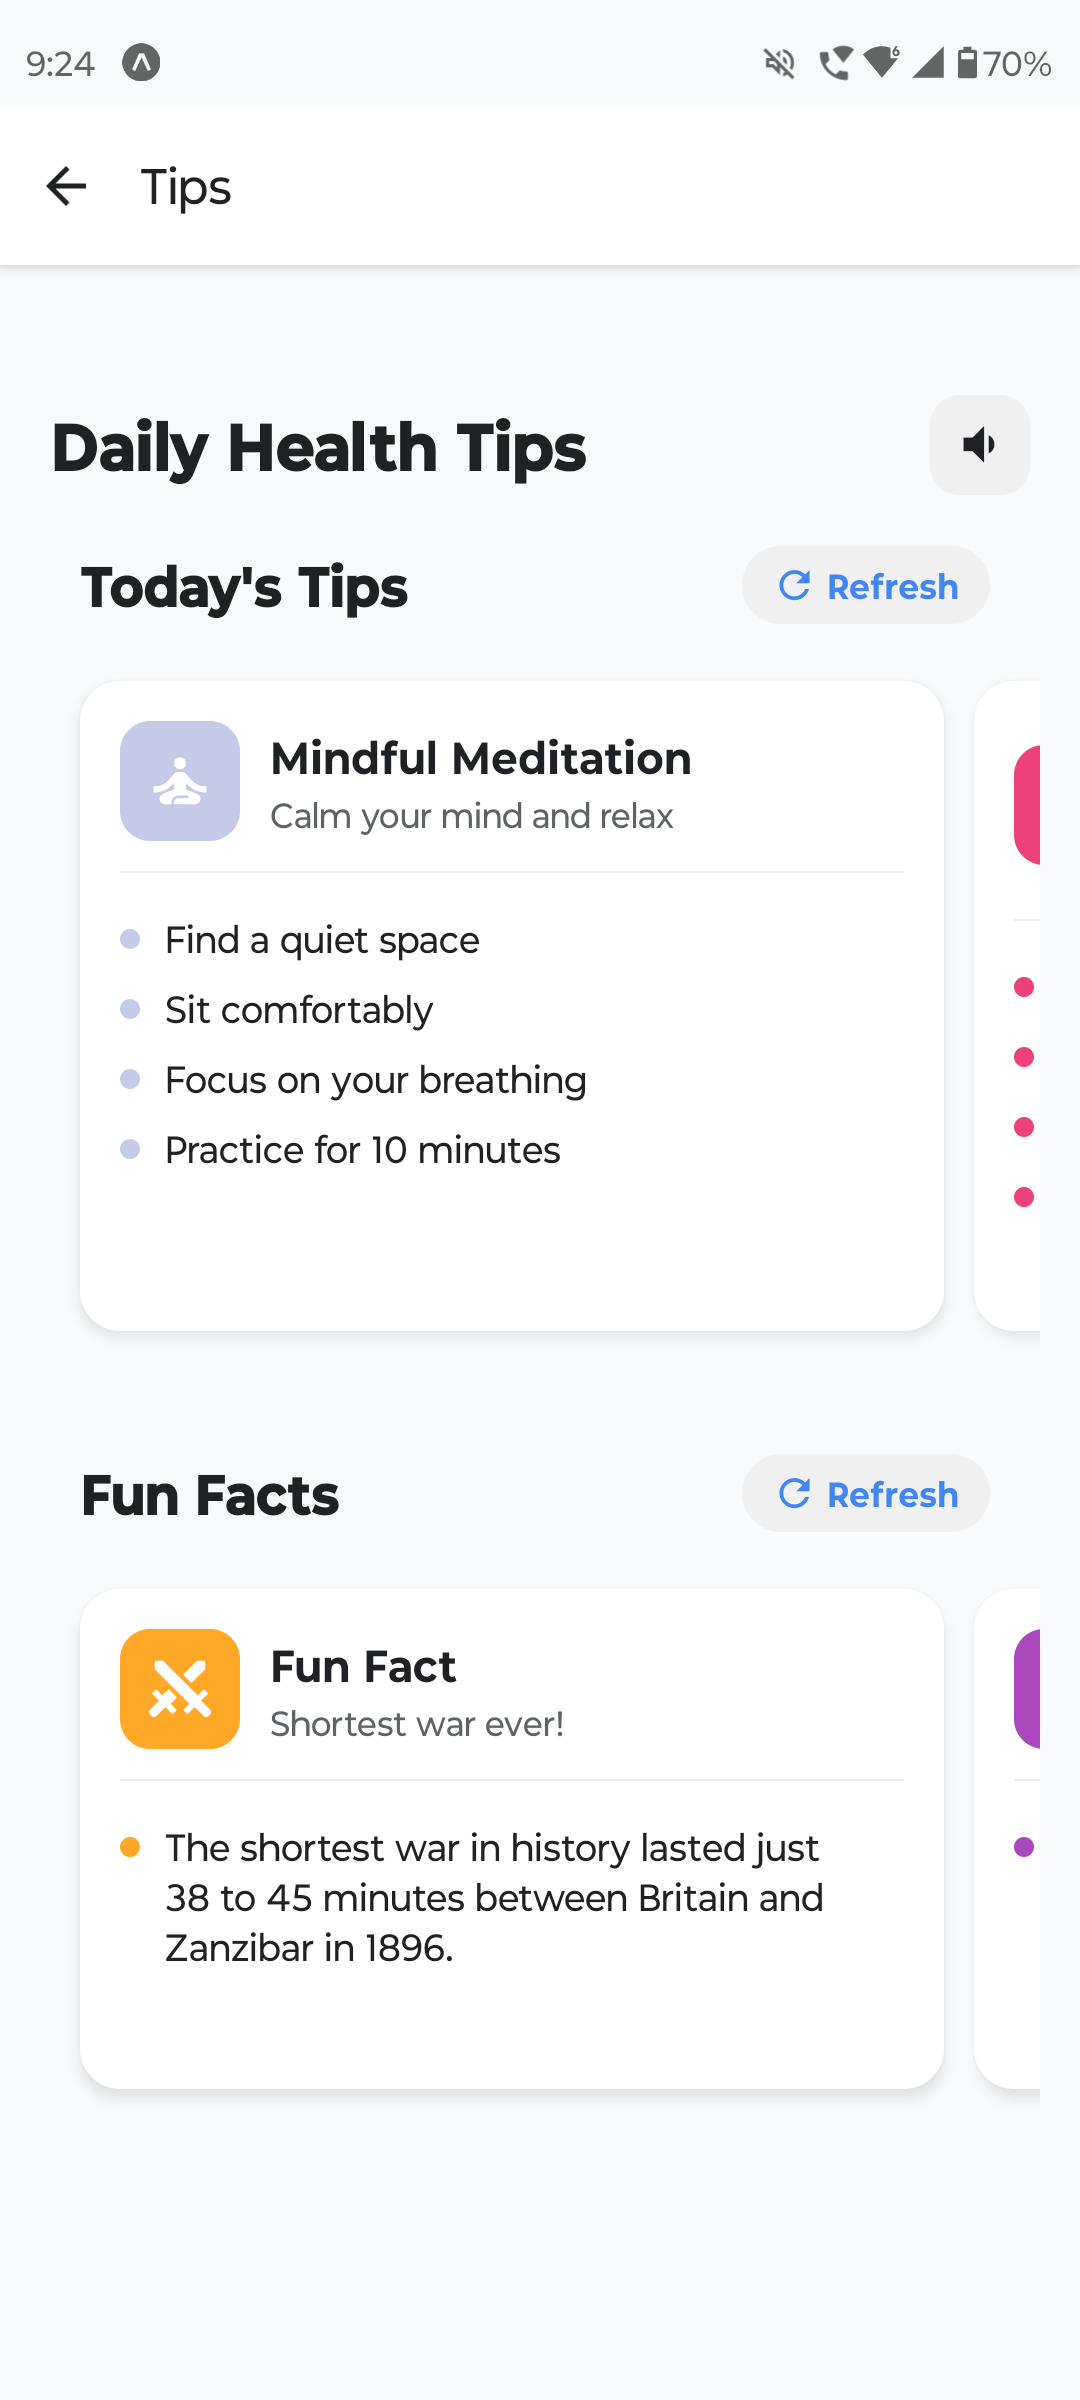 9:24
70%
Tips
Daily Health Tips
Today's Tips
Refresh
Mindful Meditation
Calm your mind and relax
Find a quiet space
Sit comfortably
Focus on your breathing
Practice for 10 minutes
Fun Facts
Refresh
Fun Fact
Shortest war ever!
The shortest war in history lasted just
38 to 45 minutes between Britain and
Zanzibar in 1896.